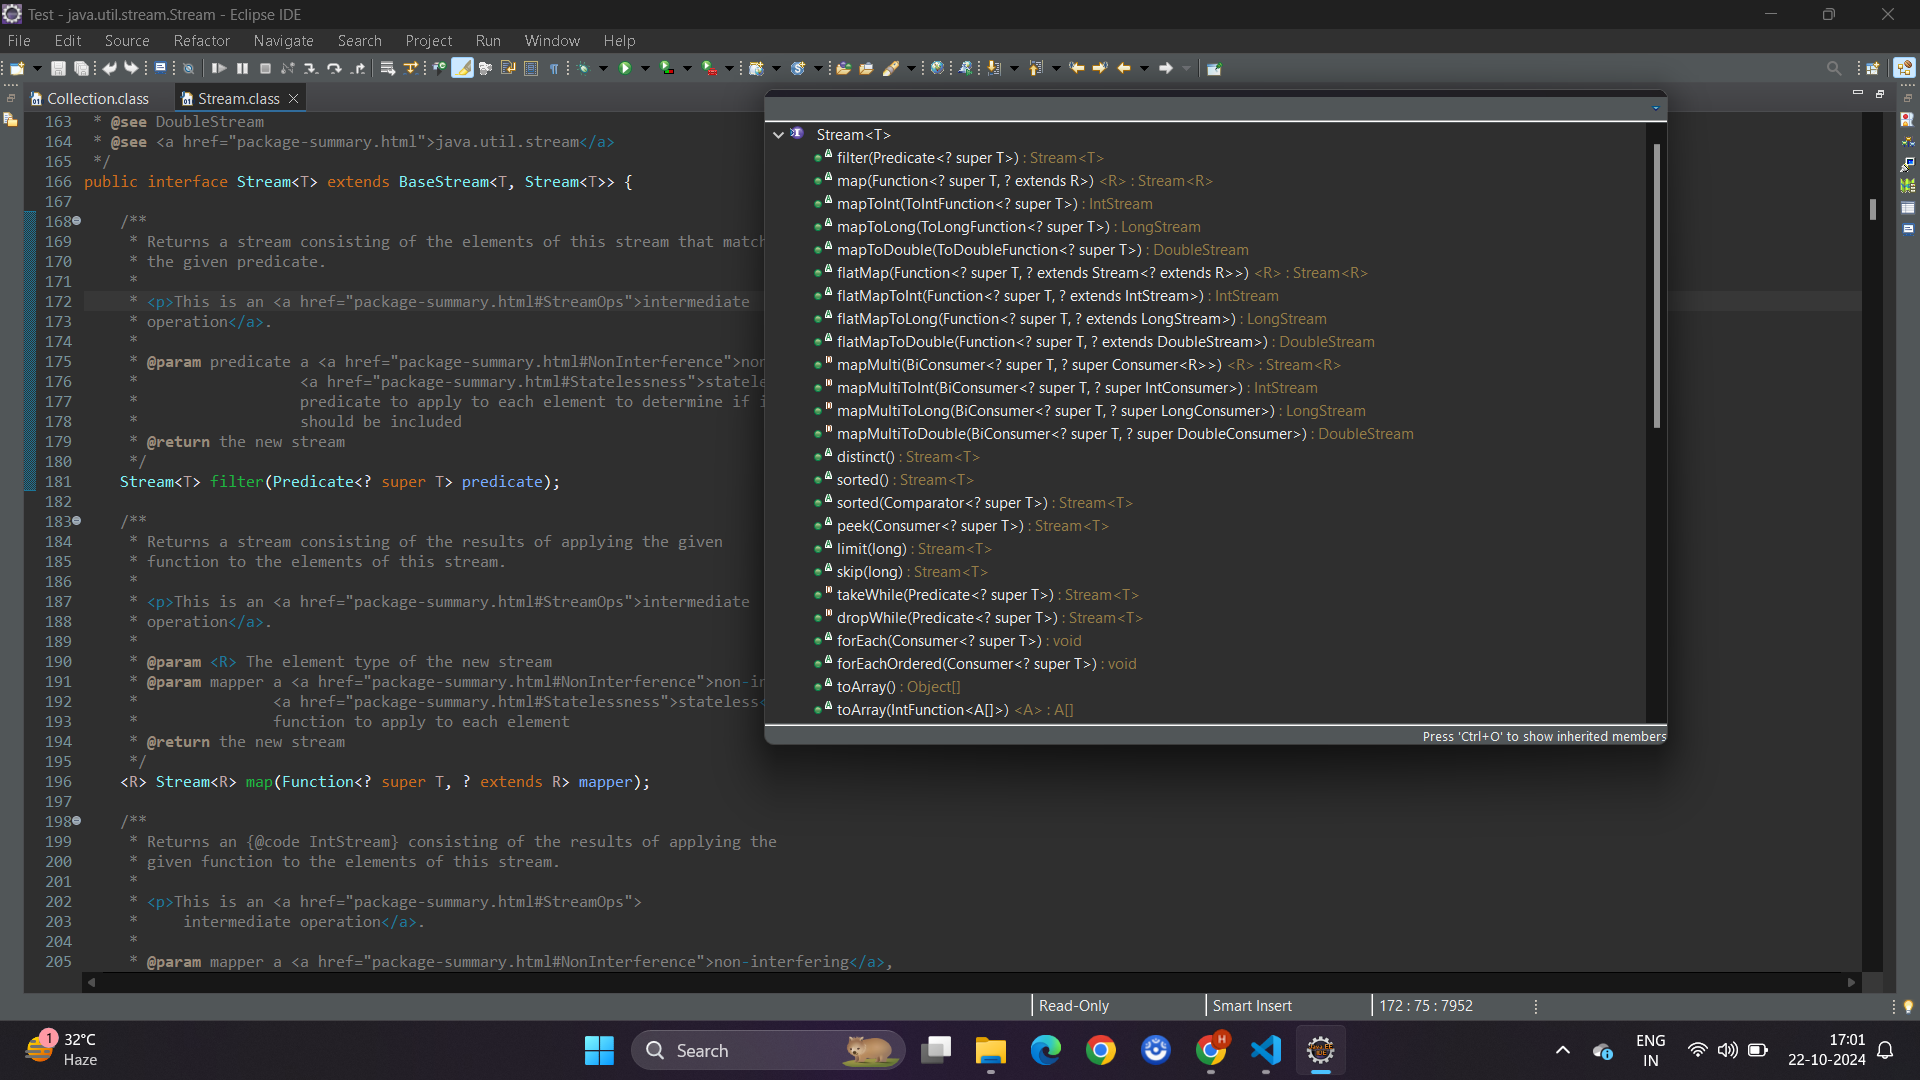 Test - java.util.stream.Stream - Eclipse IDE
File Edit Source Refactor Navigate Search Project Run Window Help
Collection.class
Stream.class
163 * @see DoubleStream
164 * @see <a href="package-summary.html">java.util.stream</a>
165 */
166 public interface Stream<T> extends BaseStream<T, Stream<T>> {
167
168 /**
169 * Returns a stream consisting of the elements of this stream that match
170 * the given predicate.
171 *
172 * <p>This is an <a href="package-summary.html#StreamOps">intermediate
173 * operation</a>.
174 *
175 * @param predicate a <a href="package-summary.html#NonInterference">non
176 * <a href="package-summary.html#Statelessness">statele
177 * predicate to apply to each element to determine if i
178 * should be included
179 * @return the new stream
180 */
181 Stream<T> filter(Predicate<? super T> predicate);
182
183 /**
184 * Returns a stream consisting of the results of applying the given
185 * function to the elements of this stream.
186 *
187 * <p>This is an <a href="package-summary.html#StreamOps">intermediate
188 * operation</a>.
189 *
190 * @param <R> The element type of the new stream
191 * @param mapper a <a href="package-summary.html#NonInterference">non-in
192 * <a href="package-summary.html#Statelessness">stateless<
193 * function to apply to each element
194 * @return the new stream
195 */
196 <R> Stream<R> map(Function<? super T, ? extends R> mapper);
197
198 /**
199 * Returns an {@code IntStream} consisting of the results of applying the
200 * given function to the elements of this stream.
201 *
202 * <p>This is an <a href="package-summary.html#StreamOps">
203 * intermediate operation</a>.
204 *
205 * @param mapper a <a href="package-summary.html#NonInterference">non-interfering</a>,
Stream<T>
filter(Predicate<? super T>) : Stream<T>
map(Function<? super T, ? extends R>) <R> : Stream<R>
mapToInt(ToIntFunction<? super T>) : IntStream
mapToLong(ToLongFunction<? super T>) : LongStream
mapToDouble(ToDoubleFunction<? super T>) : DoubleStream
flatMap(Function<? super T, ? extends Stream<? extends R>>) <R> : Stream<R>
flatMapToInt(Function<? super T, ? extends IntStream>) : IntStream
flatMapToLong(Function<? super T, ? extends LongStream>) : LongStream
flatMapToDouble(Function<? super T, ? extends DoubleStream>) : DoubleStream
mapMulti(BiConsumer<? super T, ? super Consumer<R>>) <R> : Stream<R>
mapMultiToInt(BiConsumer<? super T, ? super IntConsumer>) : IntStream
mapMultiToLong(BiConsumer<? super T, ? super LongConsumer>) : LongStream
mapMultiToDouble(BiConsumer<? super T, ? super DoubleConsumer>) : DoubleStream
distinct() : Stream<T>
sorted() : Stream<T>
sorted(Comparator<? super T>) : Stream<T>
peek(Consumer<? super T>) : Stream<T>
limit(long) : Stream<T>
skip(long) : Stream<T>
takeWhile(Predicate<? super T>) : Stream<T>
dropWhile(Predicate<? super T>) : Stream<T>
forEach(Consumer<? super T>) : void
forEachOrdered(Consumer<? super T>) : void
toArray() : Object[]
toArray(IntFunction<A[]>) <A> : A[]
Press 'Ctrl+O' to show inherited members
Read-Only
Smart Insert
172 : 75 : 7952
1
32°C
Haze
Search
H
ENG
IN
17:01
22-10-2024